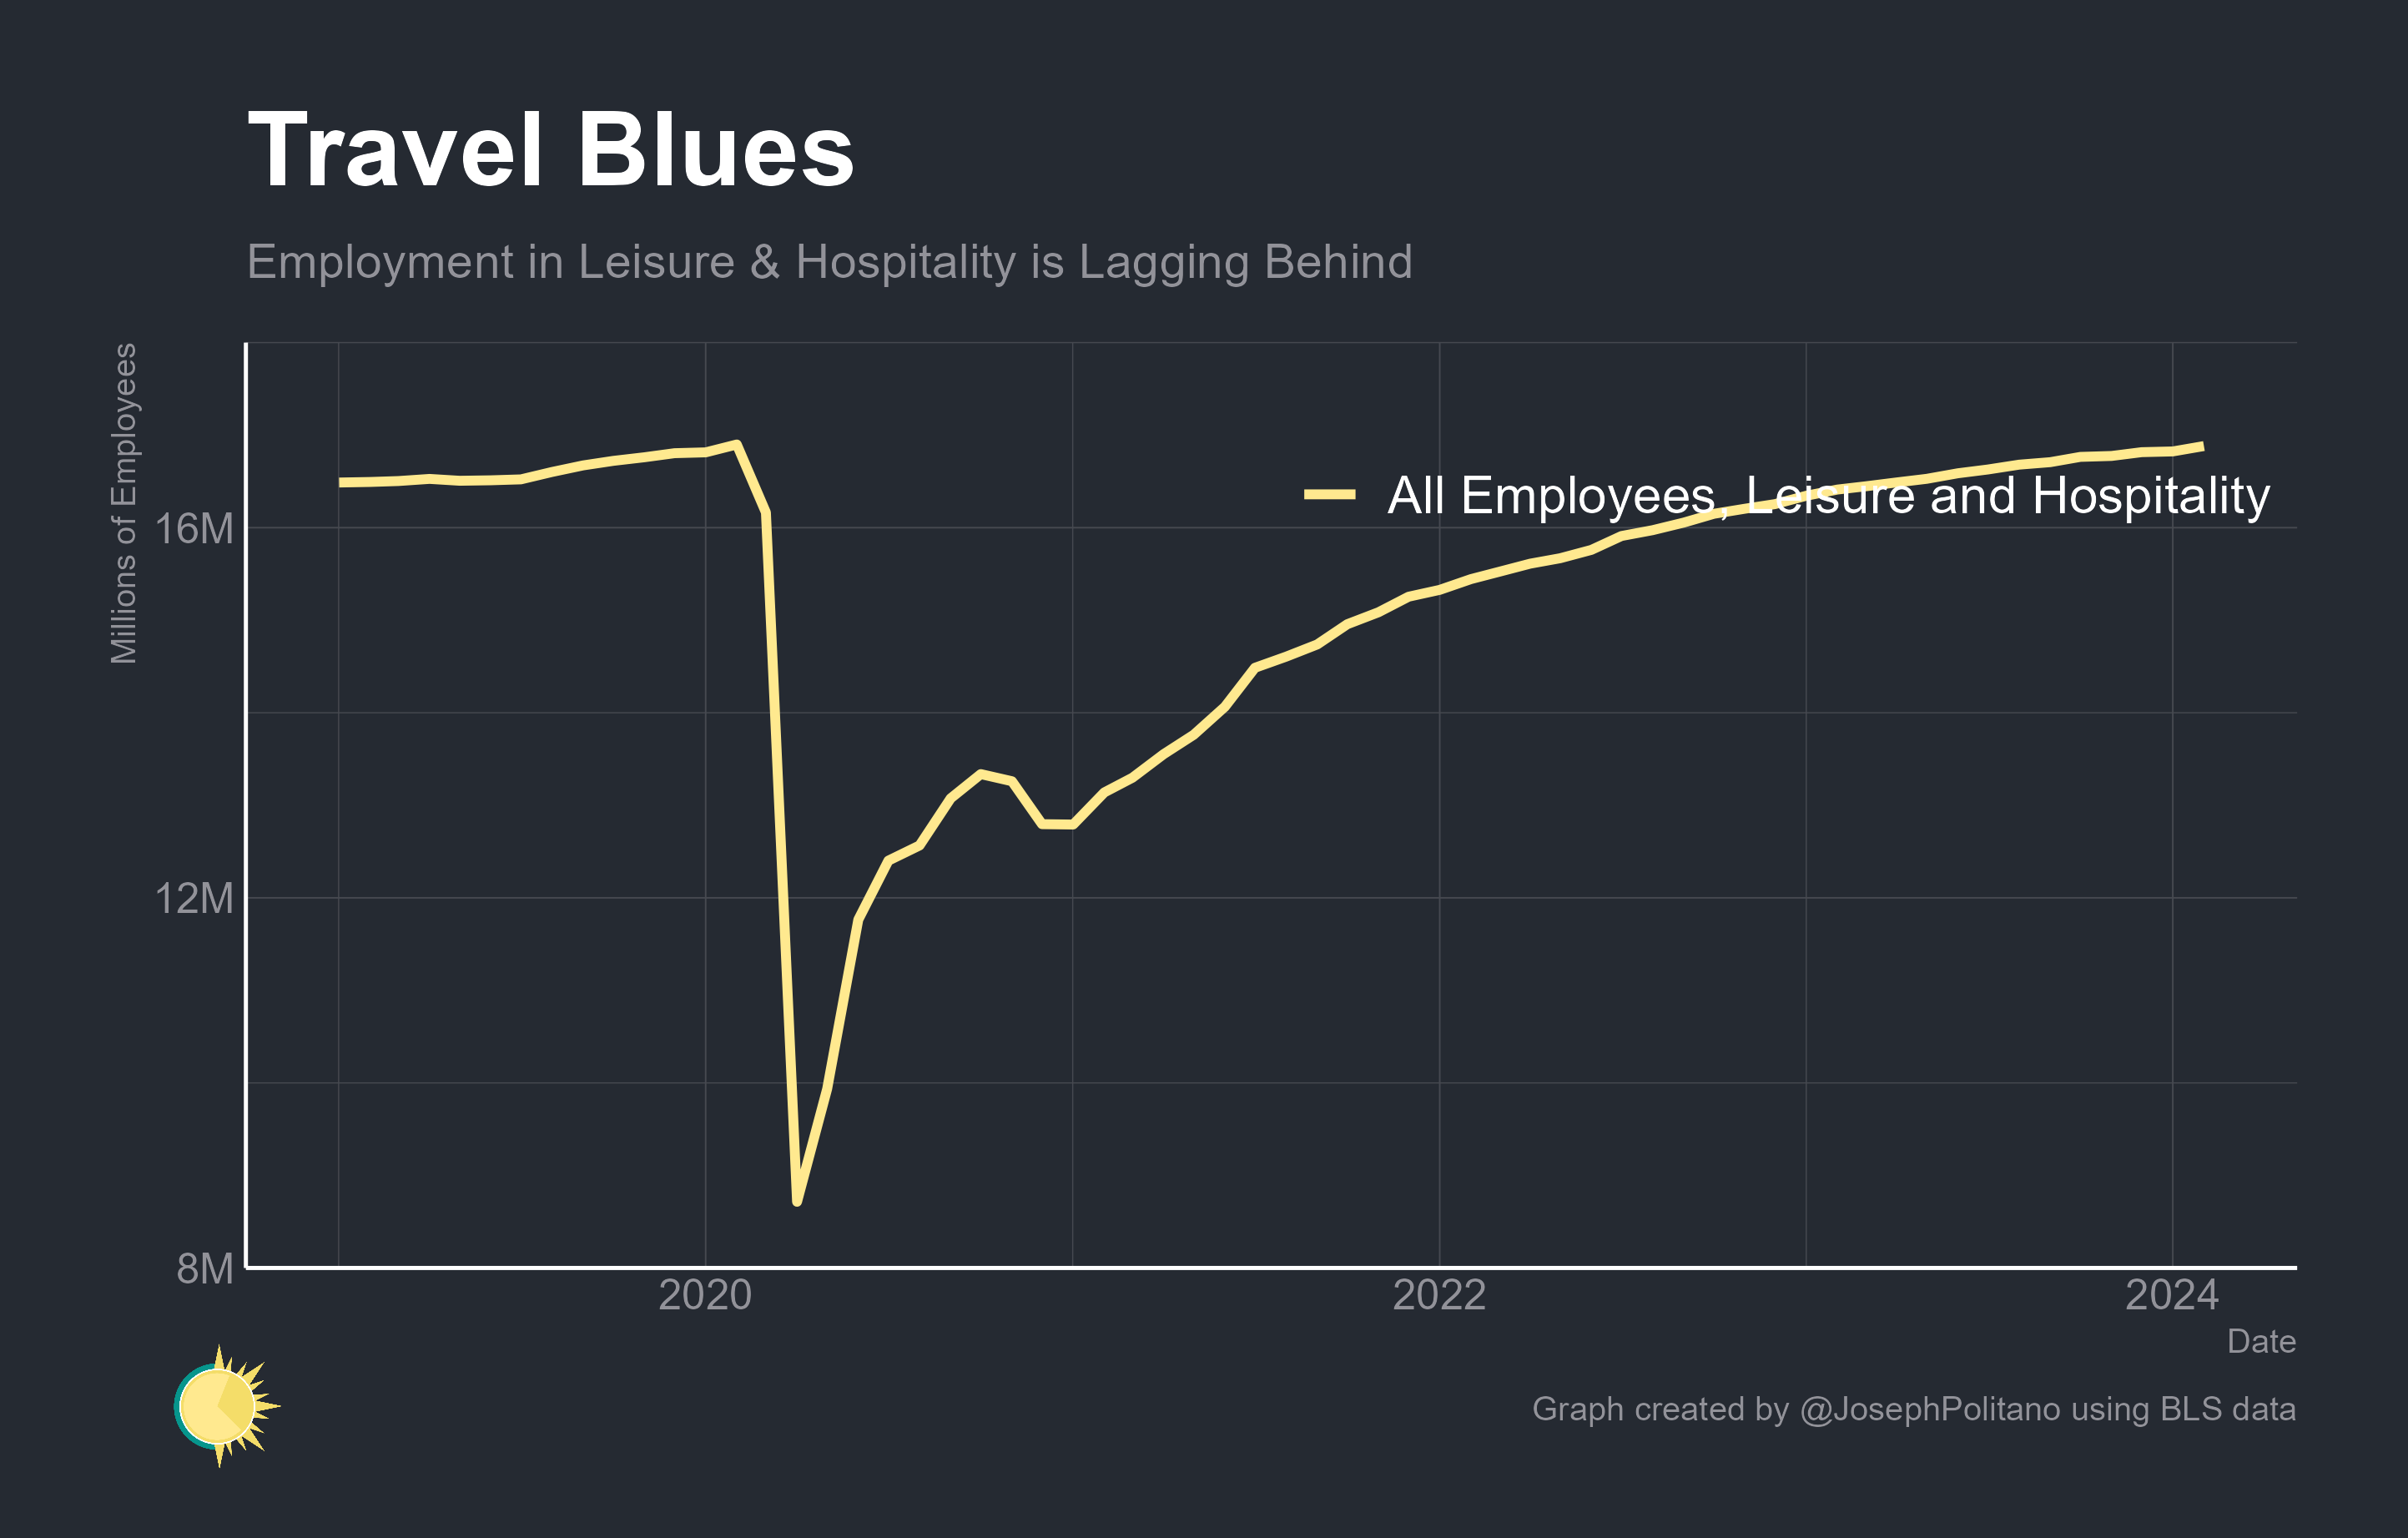 Travel Blues
Employment in Leisure & Hospitality is Lagging Behind
Millions of Employees
All Employees, Leisure and Hospitality
16M
12M
8M
2020
2022
2024
Date
Graph created by @JosephPolitano using BLS data